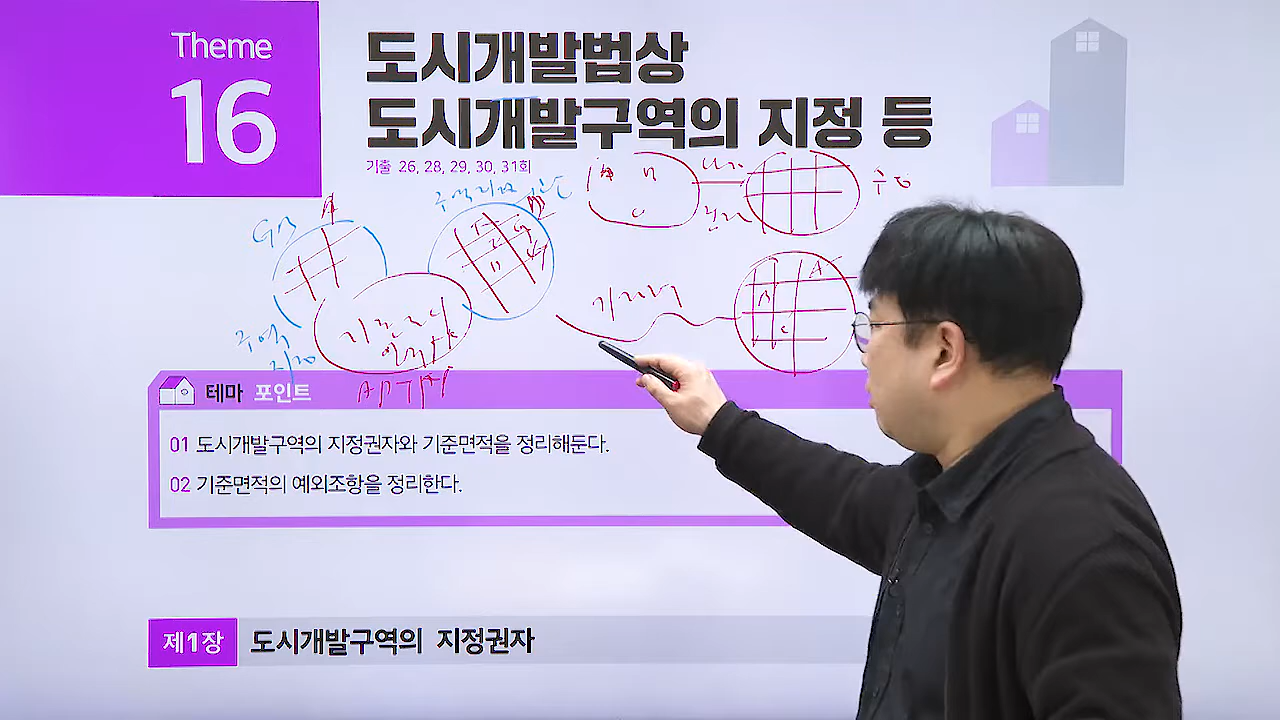 Theme
16
도시개발법상
도시개발구역의 지정 등
기출 26, 28, 29, 30, 31회
GB
A
B
A
B
C
APT
테마 포인트
01 도시개발구역의 지정권자와 기준면적을 정리해둔다.
02 기준면적의 예외조항을 정리한다.
제1장 도시개발구역의 지정권자